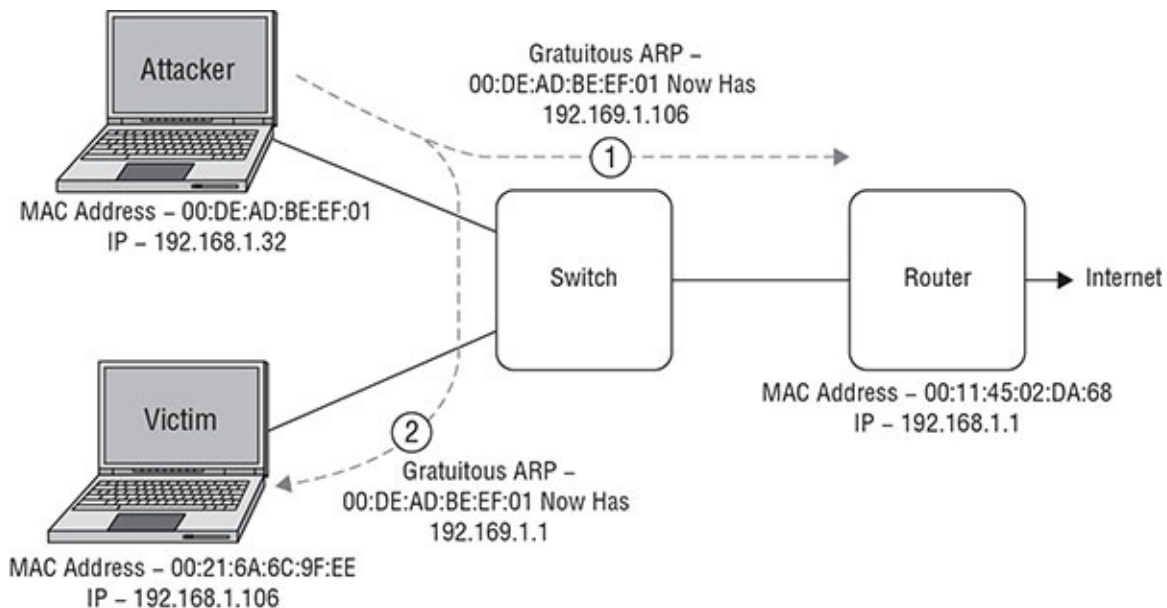 Attacker
MAC Address – 00:DE:AD:BE:EF:01
IP – 192.168.1.32
Gratuitous ARP –
00:DE:AD:BE:EF:01 Now Has
192.169.1.106
1
Switch
Router
Internet
MAC Address – 00:11:45:02:DA:68
IP – 192.168.1.1
Victim
MAC Address – 00:21:6A:6C:9F:EE
IP – 192.168.1.106
2
Gratuitous ARP –
00:DE:AD:BE:EF:01 Now Has
192.169.1.1